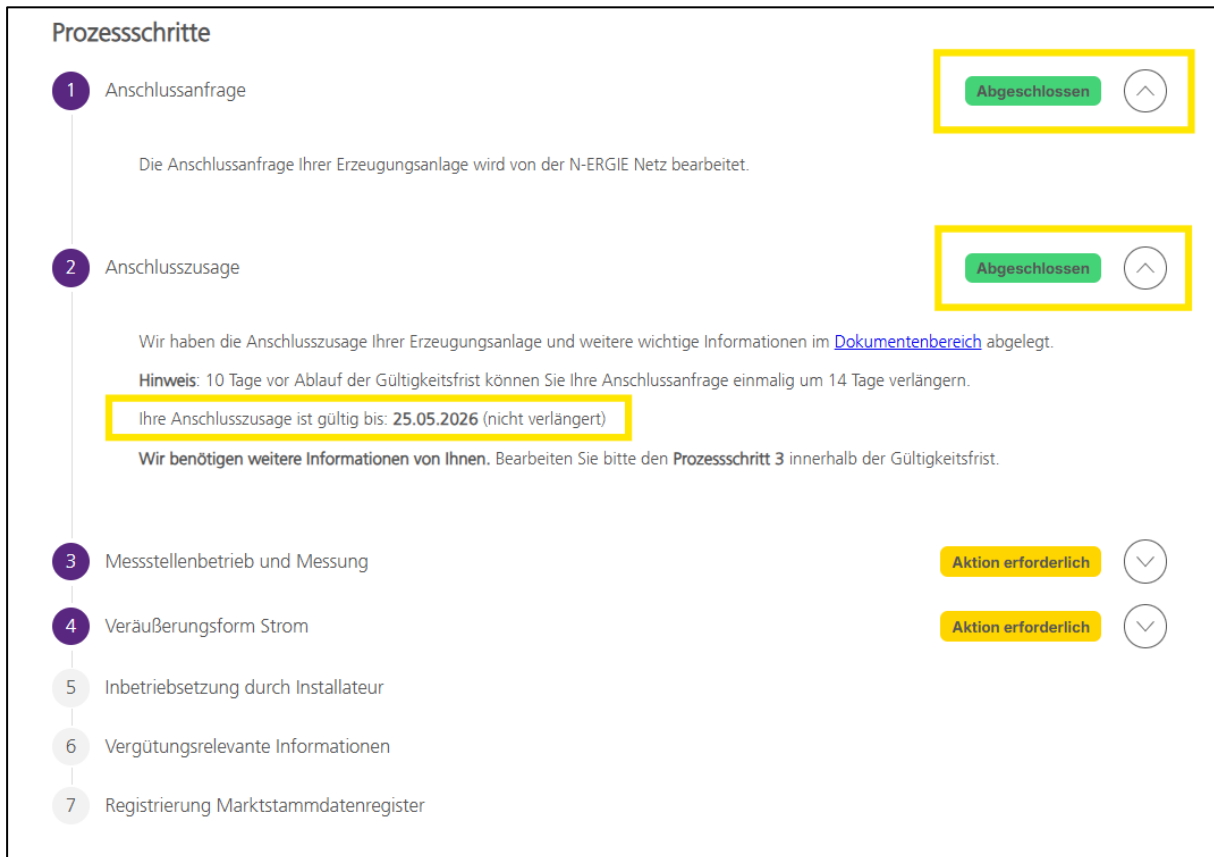 Prozessschritte
1 Anschlussanfrage Abgeschlossen
Die Anschlussanfrage Ihrer Erzeugungsanlage wird von der N-ERGIE Netz bearbeitet.
2 Anschlusszusage Abgeschlossen
Wir haben die Anschlusszusage Ihrer Erzeugungsanlage und weitere wichtige Informationen im Dokumentenbereich abgelegt.
Hinweis: 10 Tage vor Ablauf der Gültigkeitsfrist können Sie Ihre Anschlussanfrage einmalig um 14 Tage verlängern.
Ihre Anschlusszusage ist gültig bis: 25.05.2026 (nicht verlängert)
Wir benötigen weitere Informationen von Ihnen. Bearbeiten Sie bitte den Prozessschritt 3 innerhalb der Gültigkeitsfrist.
3 Messstellenbetrieb und Messung Aktion erforderlich
4 Veräußerungsform Strom Aktion erforderlich
5 Inbetriebsetzung durch Installateur
6 Vergütungsrelevante Informationen
7 Registrierung Marktstammdatenregister